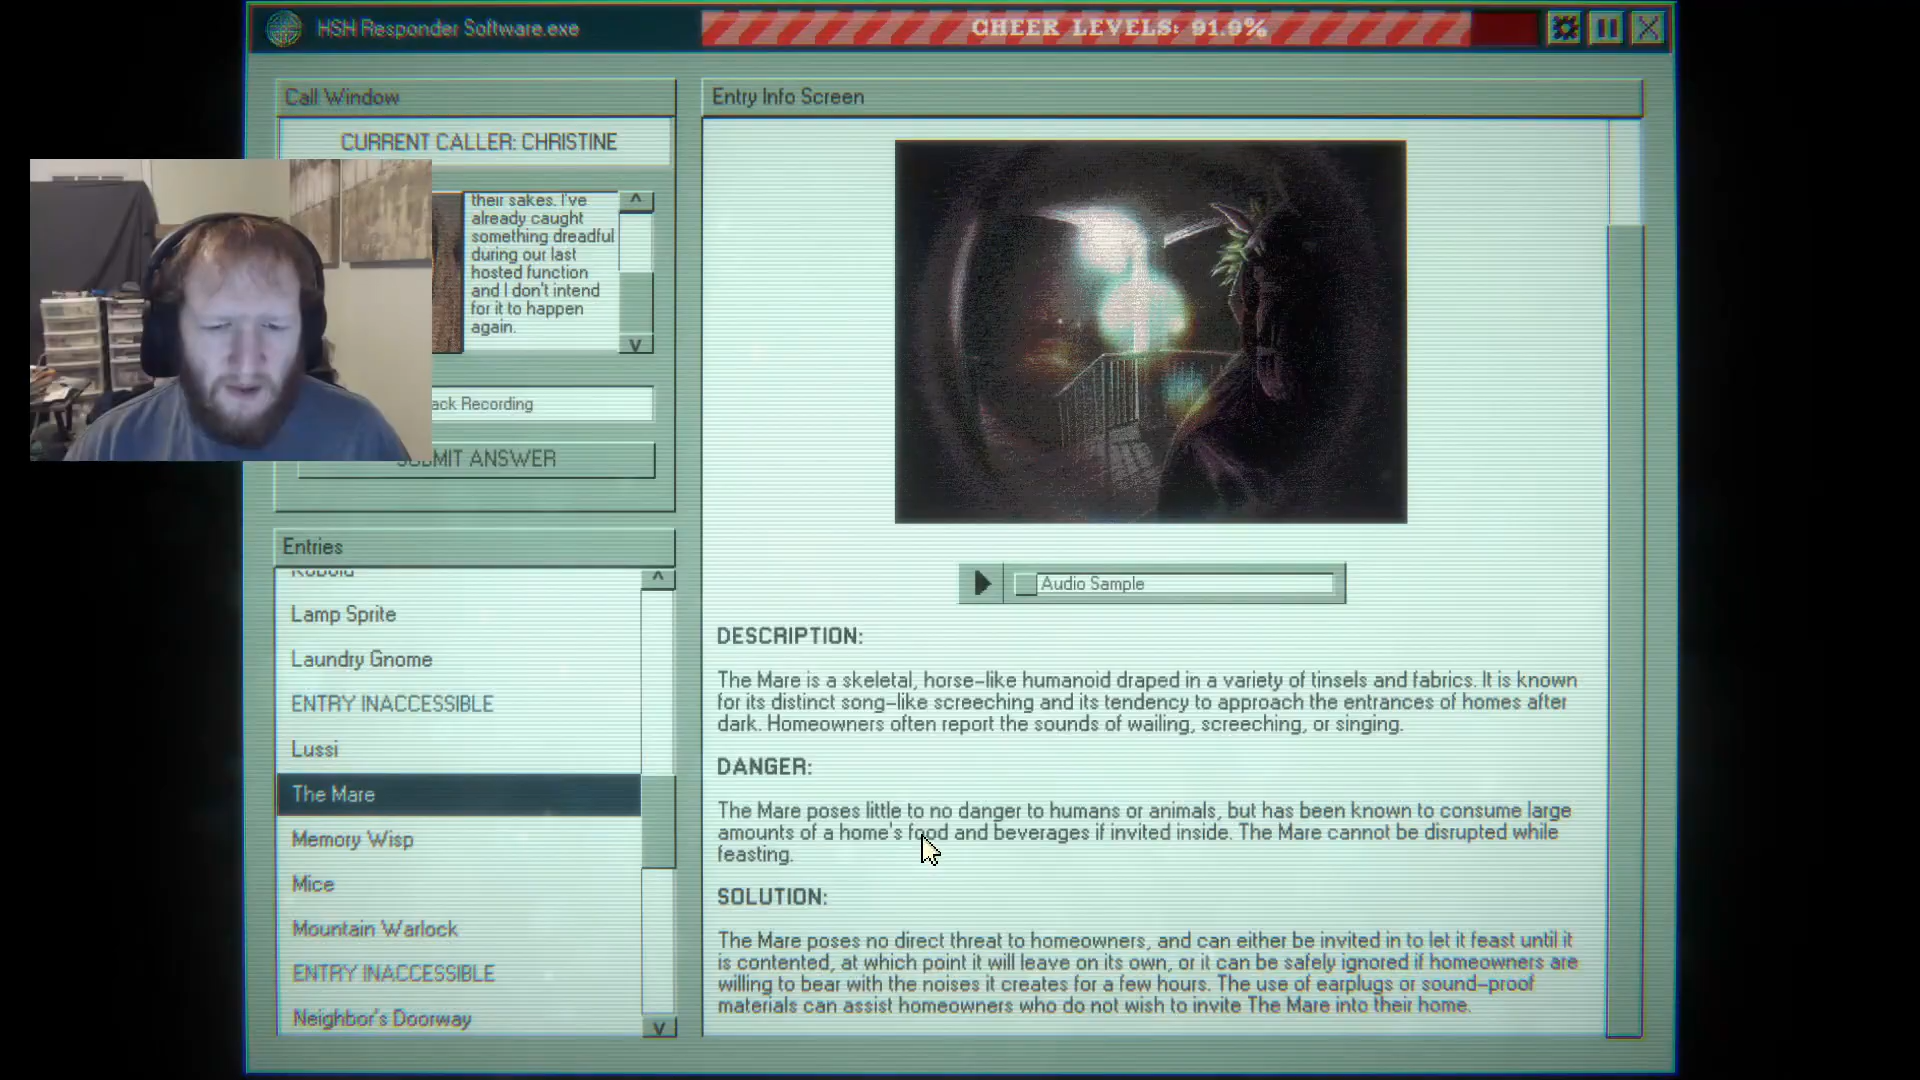 HSH Responder Software.exe
CHEER LEVELS: 91.9%
Call Window
CURRENT CALLER: CHRISTINE
their sakes. I've
already caught
something dreadful
during our last
hosted function
and I don't intend
for it to happen
again.
ack Recording
SUBMIT ANSWER
Entries
Kobold
Lamp Sprite
Laundry Gnome
ENTRY INACCESSIBLE
Lussi
The Mare
Memory Wisp
Mice
Mountain Warlock
ENTRY INACCESSIBLE
Neighbor's Doorway
Entry Info Screen
Audio Sample
DESCRIPTION:
The Mare is a skeletal, horse-like humanoid draped in a variety of tinsels and fabrics. It is known
for its distinct song-like screeching and its tendency to approach the entrances of homes after
dark. Homeowners often report the sounds of wailing, screeching, or singing.
DANGER:
The Mare poses little to no danger to humans or animals, but has been known to consume large
amounts of a home's food and beverages if invited inside. The Mare cannot be disrupted while
feasting.
SOLUTION:
The Mare poses no direct threat to homeowners, and can either be invited in to let it feast until it
is contented, at which point it will leave on its own, or it can be safely ignored if homeowners are
willing to bear with the noises it creates for a few hours. The use of earplugs or sound-proof
materials can assist homeowners who do not wish to invite The Mare into their home.